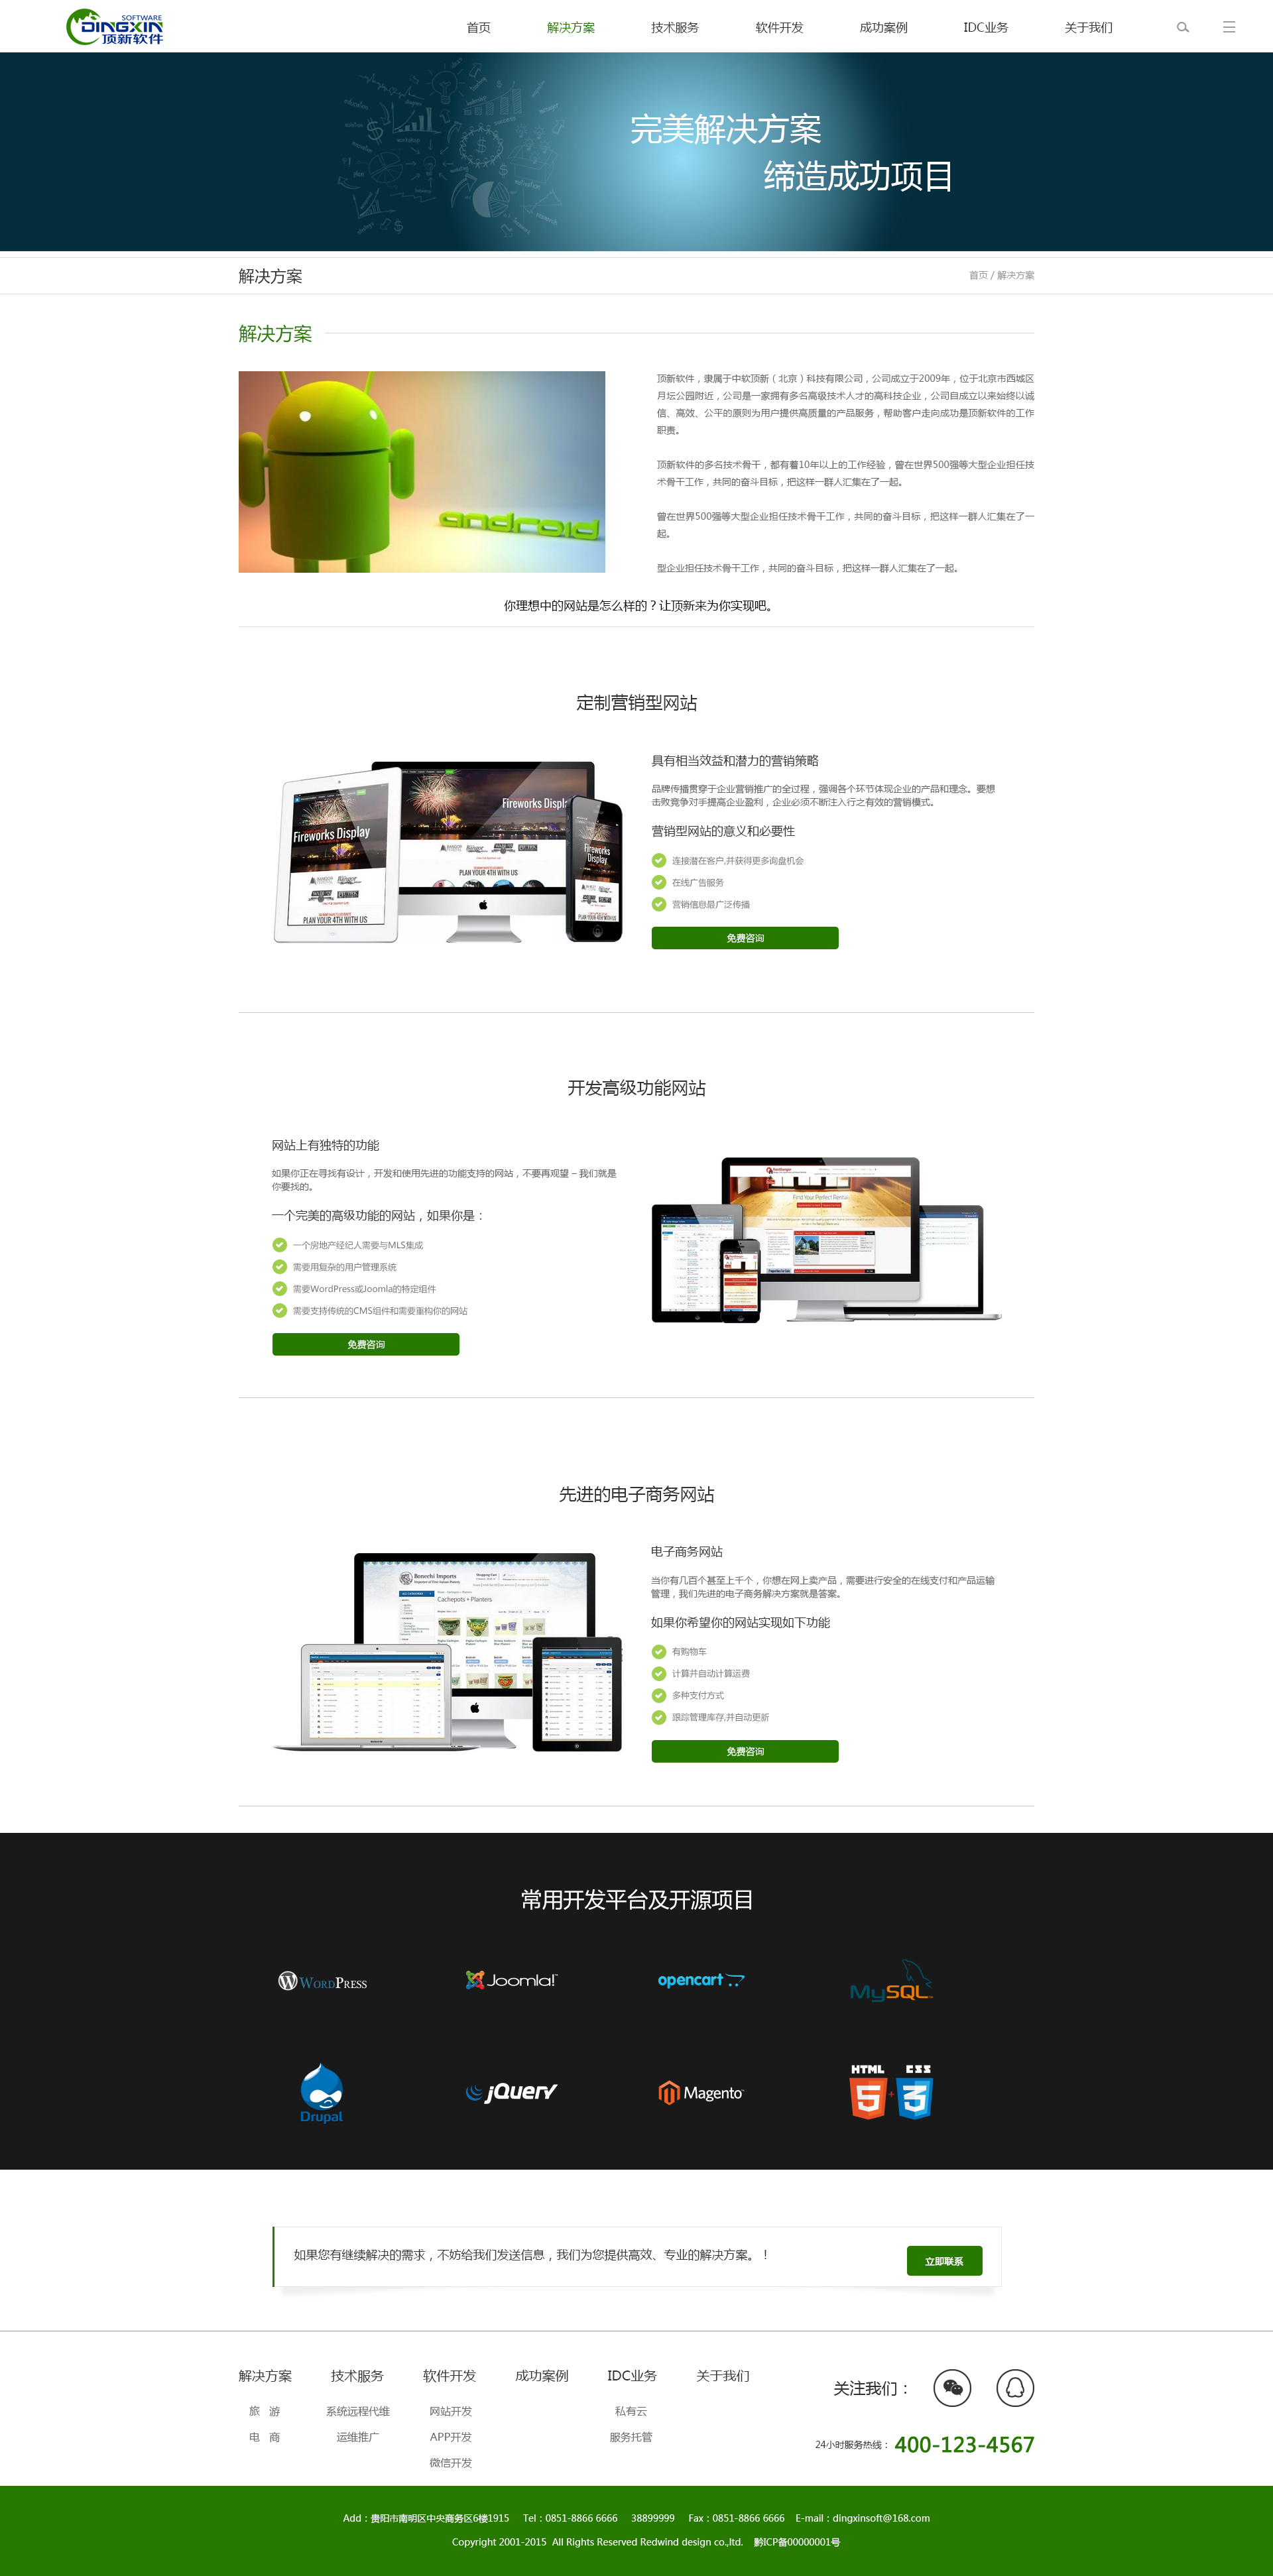 SOFTWARE
DINGXIN
顶新软件
首页
解决方案
技术服务
软件开发
成功案例
IDC业务
关于我们
完美解决方案
缔造成功项目
解决方案
首页 / 解决方案
解决方案
android
顶新软件，隶属于中软顶新（北京）科技有限公司，公司成立于2009年，位于北京市西城区
月坛公园附近，公司是一家拥有多名高级技术人才的高科技企业，公司目成立以来始终以诚
信、高效、公平的原则为用户提供高质量的产品服务，帮助客户走向成功是顶新软件的工作
职责。
顶新软件的多名技术骨干，都有着10年以上的工作经验，曾在世界500强等大型企业担任技
术骨干工作，共同的奋斗目标，把这样一群人汇集在了一起。
曾在世界500强等大型企业担任技术骨干工作，共同的奋斗目标，把这样一群人汇集在了一
起。
型企业担任技术骨干工作，共同的奋斗目标，把这样一群人汇集在了一起。
你理想中的网站是怎么样的？让顶新来为你实现吧。
定制营销型网站
Fireworks Display
PLAN YOUR 4TH WITH US
Fireworks Display
PLAN YOUR 4TH WITH US
Fireworks
Display
PLAN YOUR 4TH WITH US
具有相当效益和潜力的营销策略
品牌传播贯穿于企业营销推广的全过程，强调各个环节体现企业的产品和理念。要想
击败竞争对手提高企业盈利，企业必须不断注入行之有效的营销模式。
营销型网站的意义和必要性
连接潜在客户,并获得更多询盘机会
在线广告服务
营销信息最广泛传播
免费咨询
开发高级功能网站
网站上有独特的功能
如果你正在寻找有设计，开发和使用先进的功能支持的网站，不要再观望 – 我们就是
你要找的。
一个完美的高级功能的网站，如果你是：
一个房地产经纪人需要与MLS集成
需要用复杂的用户管理系统
需要WordPress或Joomla的特定组件
需要支持传统的CMS组件和需要重构你的网站
免费咨询
Find Your Perfect Rental
先进的电子商务网站
Bonechi Imports
Cachepots + Planters
电子商务网站
当你有几百个甚至上千个，你想在网上卖产品，需要进行安全的在线支付和产品运输
管理，我们先进的电子商务解决方案就是答案。
如果你希望你的网站实现如下功能
有购物车
计算并自动计算运费
多种支付方式
跟踪管理库存,并自动更新
免费咨询
常用开发平台及开源项目
WORDPRESS
Joomla!
opencart
MySQL
Drupal
jQuery
Magento
HTML CSS
5 + 3
如果您有继续解决的需求，不妨给我们发送信息，我们为您提供高效、专业的解决方案。！
立即联系
解决方案
技术服务
软件开发
成功案例
IDC业务
关于我们
旅 游
系统远程代维
网站开发
私有云
电 商
运维推广
APP开发
服务托管
微信开发
关注我们：
24小时服务热线： 400-123-4567
Add：贵阳市南明区中央商务区6楼1915 Tel：0851-8866 6666 38899999 Fax：0851-8866 6666 E-mail：dingxinsoft@168.com
Copyright 2001-2015 All Rights Reserved Redwind design co.,ltd. 黔ICP备00000001号